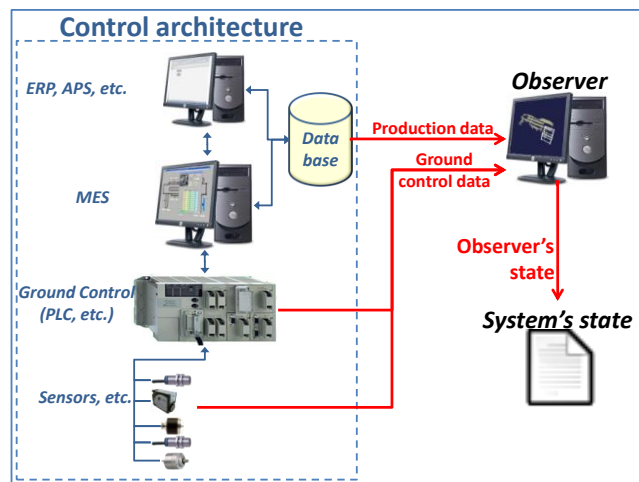 Control architecture
ERP, APS, etc.
Observer
Data
base
Production data
Ground
control data
MES
Observer's
state
Ground Control
(PLC, etc.)
System's state
Sensors, etc.